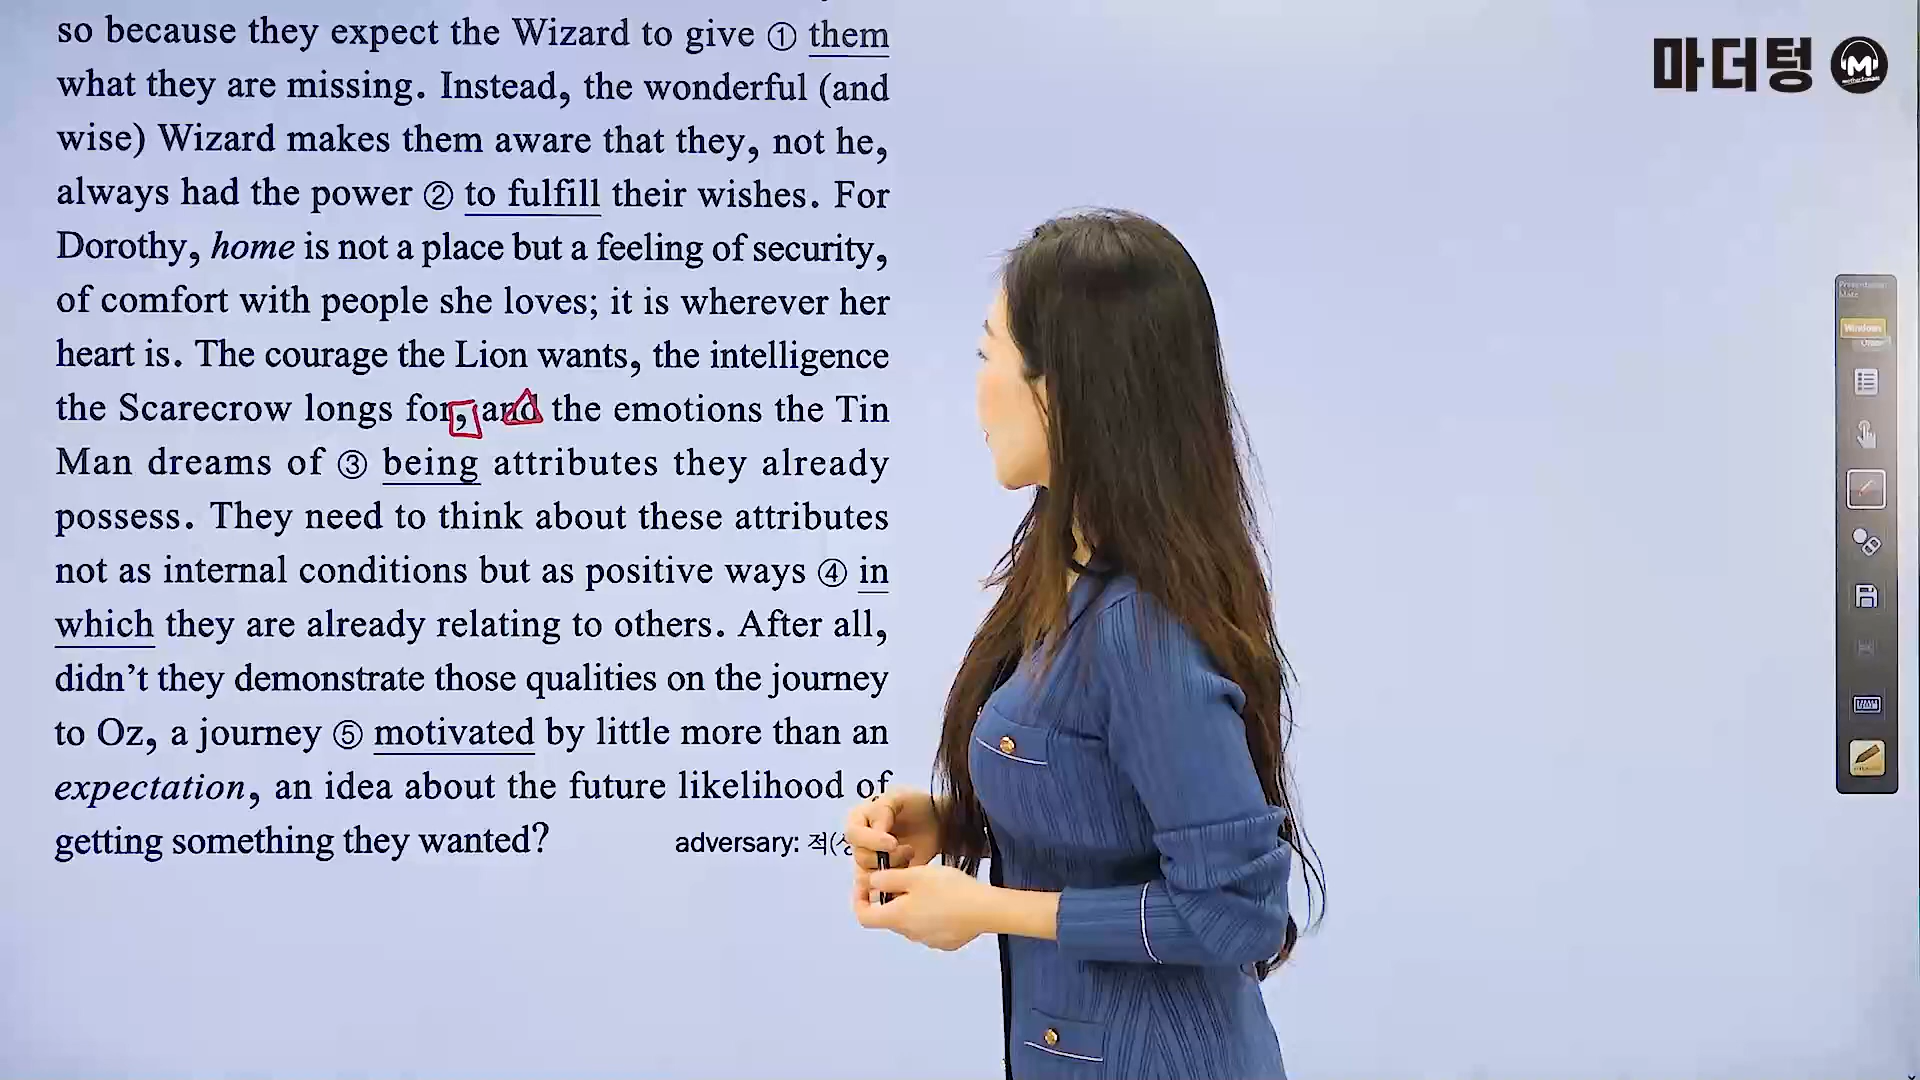 so because they expect the Wizard to give ① them
what they are missing. Instead, the wonderful (and
wise) Wizard makes them aware that they, not he,
always had the power ② to fulfill their wishes. For
Dorothy, home is not a place but a feeling of security,
of comfort with people she loves; it is wherever her
heart is. The courage the Lion wants, the intelligence
the Scarecrow longs for, and the emotions the Tin
Man dreams of ③ being attributes they already
possess. They need to think about these attributes
not as internal conditions but as positive ways ④ in
which they are already relating to others. After all,
didn’t they demonstrate those qualities on the journey
to Oz, a journey ⑤ motivated by little more than an
expectation, an idea about the future likelihood of
getting something they wanted?
adversary: 적(
마더텅
M
Windows